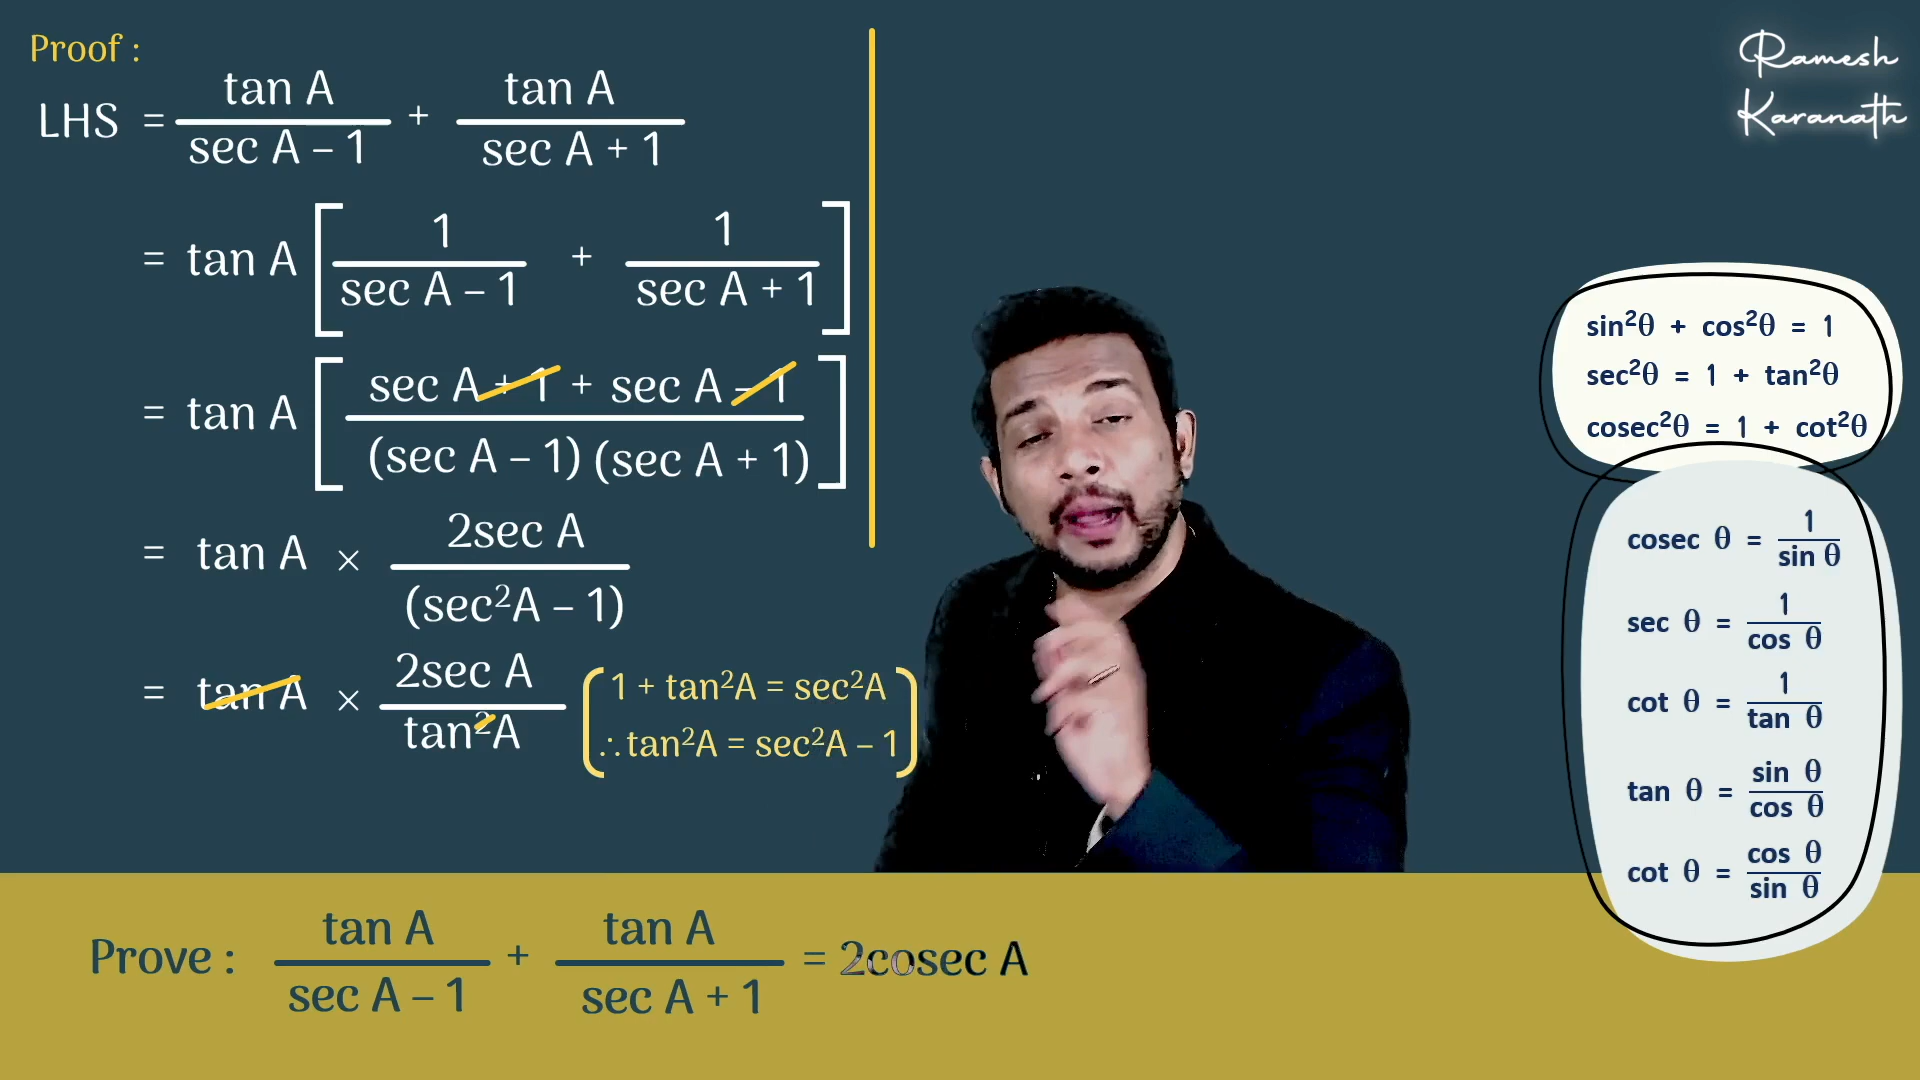 Proof :
LHS = tan A / sec A – 1 + tan A / sec A + 1
= tan A [ 1 / sec A – 1 + 1 / sec A + 1 ]
= tan A [ sec A + 1 + sec A – 1 / (sec A – 1) (sec A + 1) ]
= tan A × 2sec A / (sec²A – 1)
= tan A × 2sec A / tan²A
( 1 + tan²A = sec²A
∴ tan²A = sec²A – 1 )
Ramesh
Karanath
sin²θ + cos²θ = 1
sec²θ = 1 + tan²θ
cosec²θ = 1 + cot²θ
cosec θ = 1 / sin θ
sec θ = 1 / cos θ
cot θ = 1 / tan θ
tan θ = sin θ / cos θ
cot θ = cos θ / sin θ
Prove : tan A / sec A – 1 + tan A / sec A + 1 = 2cosec A